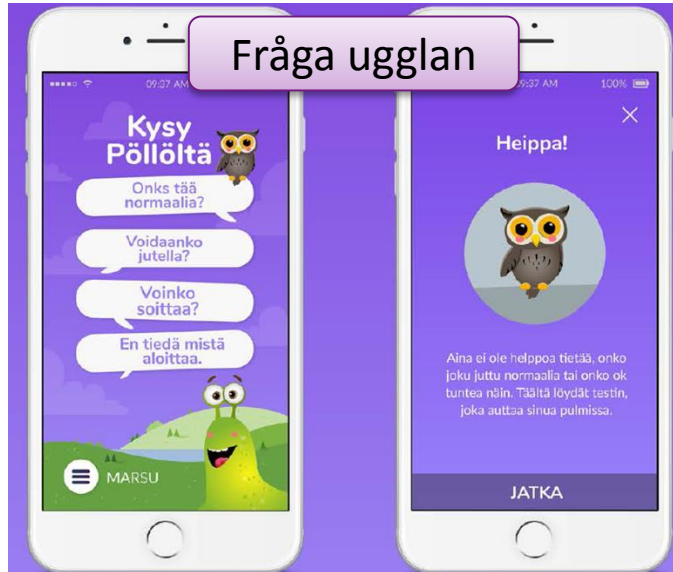 Fråga ugglan
09:37 AM
Kysy
Pöllöltä
Onks tää
normaalia?
Voidaanko
jutella?
Voinko
soittaa?
En tiedä mistä
aloittaa.
MARSU
09:37 AM 100%
Heippa!
Aina ei ole helppoa tietää, onko
joku juttu normaalia tai onko ok
tuntea näin. Täältä löydät testin,
joka auttaa sinua pulmissa.
JATKA